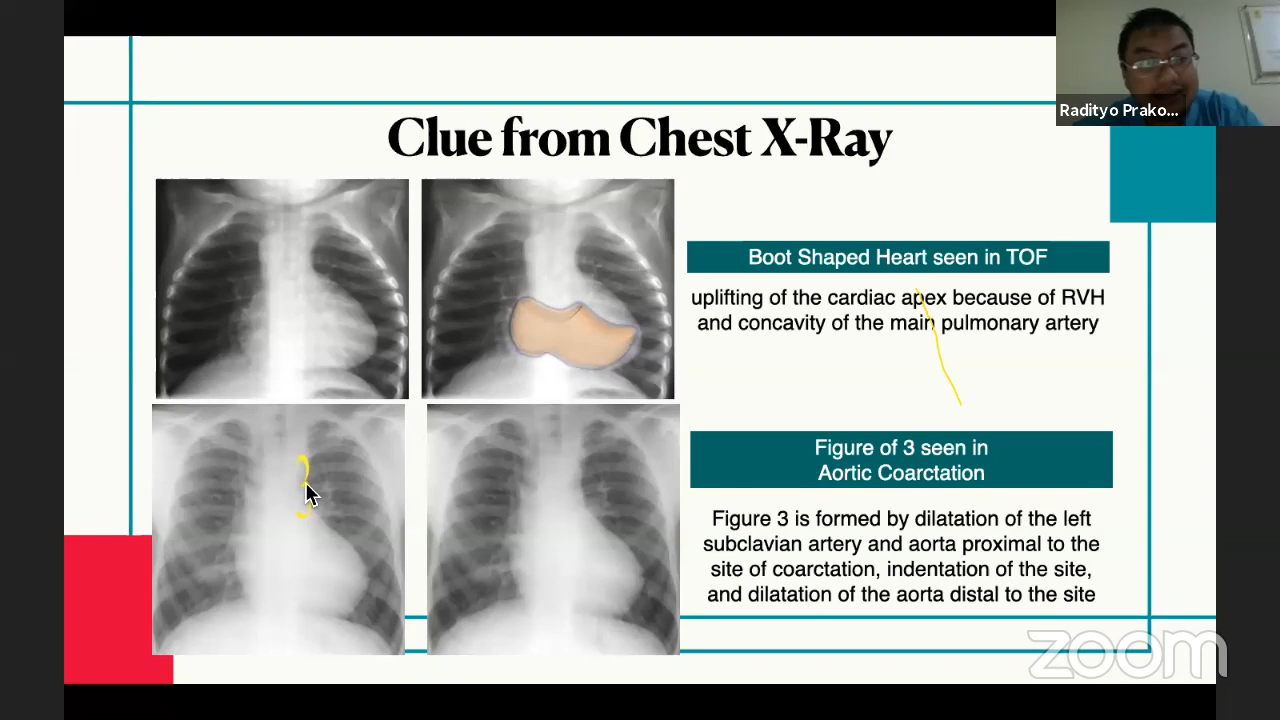 Radityo Prako...
Clue from Chest X-Ray
Boot Shaped Heart seen in TOF
uplifting of the cardiac apex because of RVH
and concavity of the main pulmonary artery
Figure of 3 seen in
Aortic Coarctation
Figure 3 is formed by dilatation of the left
subclavian artery and aorta proximal to the
site of coarctation, indentation of the site,
and dilatation of the aorta distal to the site
zoom